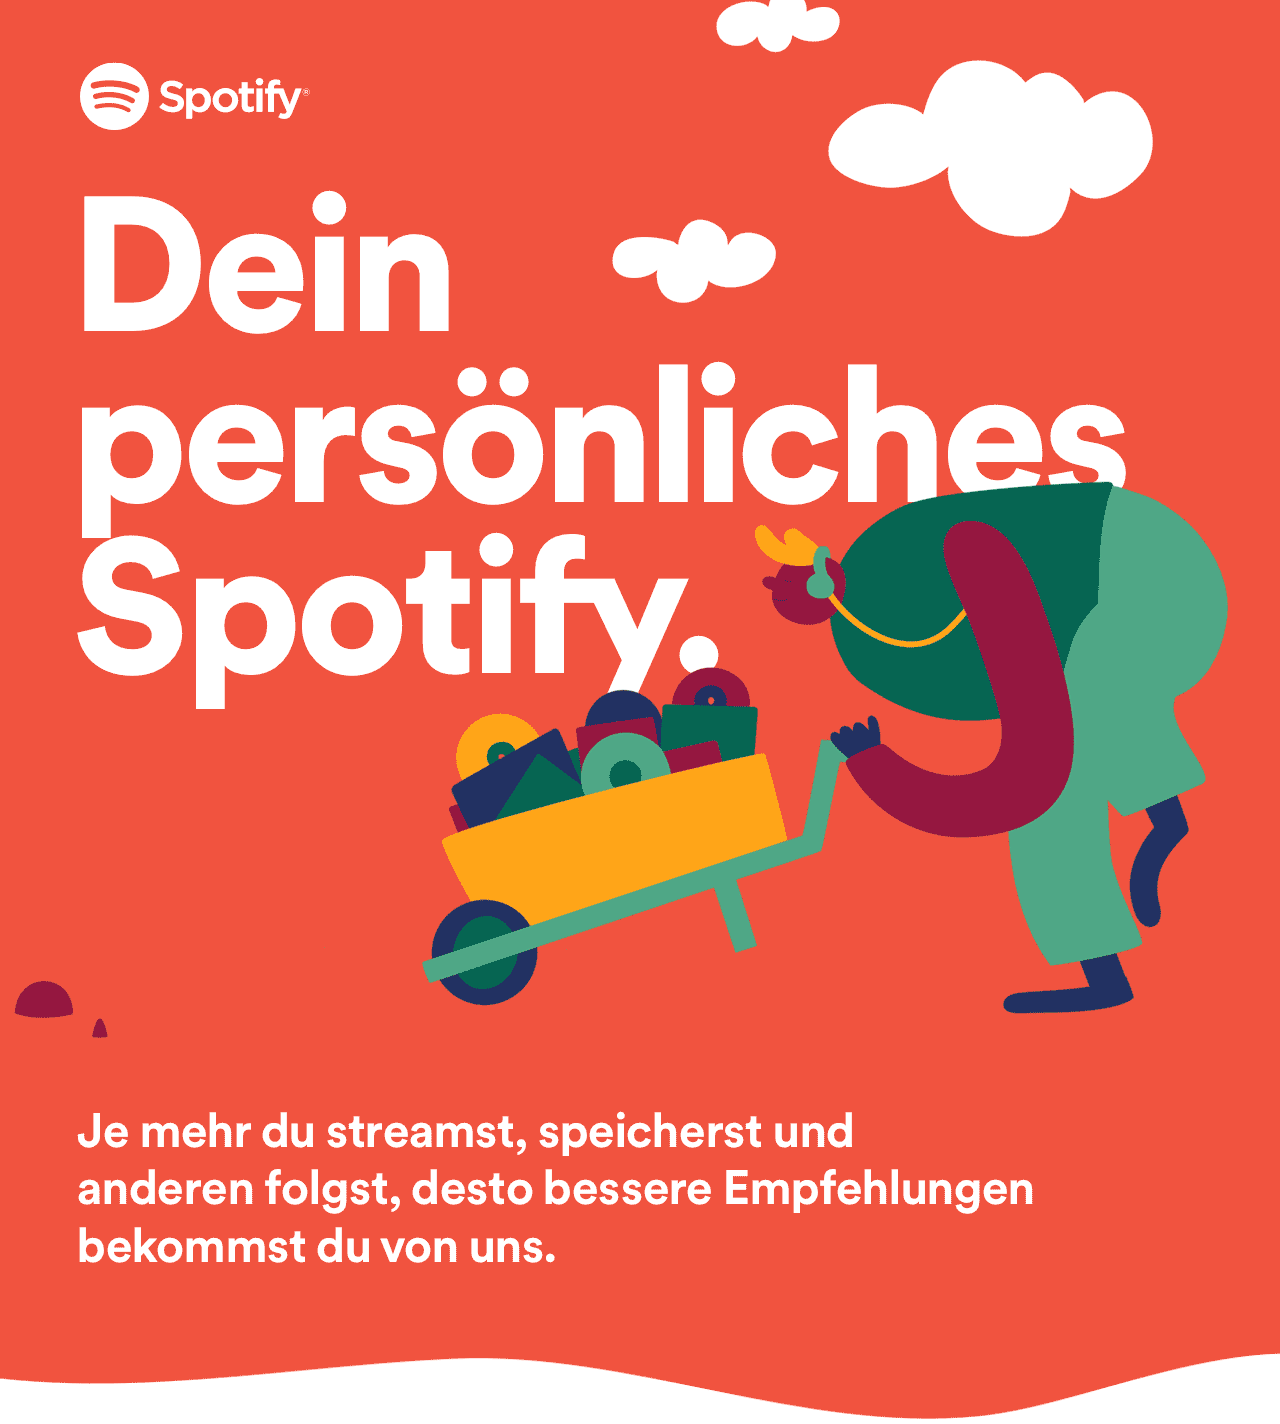 Spotify®
Dein
persönliches
Spotify.
Je mehr du streamst, speicherst und
anderen folgst, desto bessere Empfehlungen
bekommst du von uns.